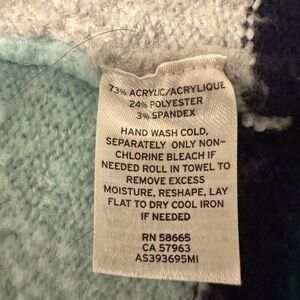 73% ACRYLIC/ACRYLIQUE
24% POLYESTER
3% SPANDEX
HAND WASH COLD,
SEPARATELY ONLY NON-
CHLORINE BLEACH IF
NEEDED ROLL IN TOWEL TO
REMOVE EXCESS
MOISTURE, RESHAPE, LAY
FLAT TO DRY COOL IRON
IF NEEDED
RN 58665
CA 57963
AS393695MI